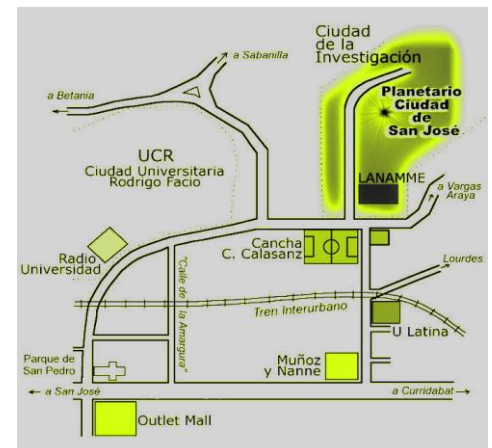 Ciudad
de la
Investigación
a Sabanilla
a Betania
Planetario
Ciudad
de
San José
UCR
Ciudad Universitaria
Rodrigo Facio
LANAMME
a Vargas
Araya
Radio
Universidad
Cancha
C. Calasanz
"Calle de la Amargura"
Lourdes
Tren Interurbano
U Latina
Parque de
San Pedro
Muñoz
y Nanne
a San José
a Curridabat
Outlet Mall